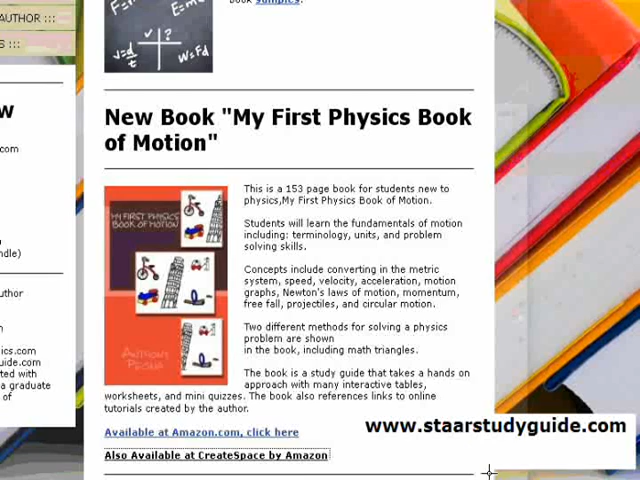 AUTHOR :::
S :::
F=m
E=mc
v=d/t
?
W=Fd
book samples.
w
.com
New Book "My First Physics Book
of Motion"
ndle)
uthor
n
ics.com
uide.com
ted with
a graduate
of
This is a 153 page book for students new to
physics,My First Physics Book of Motion.
Students will learn the fundamentals of motion
including: terminology, units, and problem
solving skills.
Concepts include converting in the metric
system, speed, velocity, acceleration, motion
graphs, Newton's laws of motion, momentum,
free fall, projectiles, and circular motion.
Two different methods for solving a physics
problem are shown
in the book, including math triangles.
The book is a study guide that takes a hands on
approach with many interactive tables,
worksheets, and mini quizzes. The book also references links to online
tutorials created by the author.
MY FIRST PHYSICS
BOOK OF MOTION
ANTHONY
Available at Amazon.com, click here
Also Available at CreateSpace by Amazon
www.staarstudyguide.com